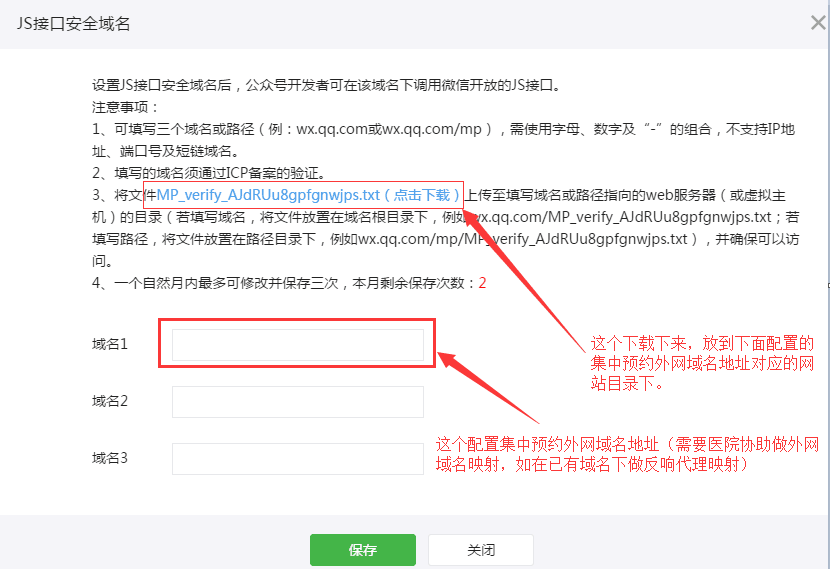 JS接口安全域名
设置JS接口安全域名后，公众号开发者可在该域名下调用微信开放的JS接口。
注意事项：
1、可填写三个域名或路径（例：wx.qq.com或wx.qq.com/mp），需使用字母、数字及“-”的组合，不支持IP地
址、端口号及短链域名。
2、填写的域名须通过ICP备案的验证。
3、将文件MP_verify_AJdRUu8gpfgnwjps.txt（点击下载）上传至填写域名或路径指向的web服务器（或虚拟主
机）的目录（若填写域名，将文件放置在域名根目录下，例如wx.qq.com/MP_verify_AJdRUu8gpfgnwjps.txt；若
填写路径，将文件放置在路径目录下，例如wx.qq.com/mp/MP_verify_AJdRUu8gpfgnwjps.txt），并确保可以访
问。
4、一个自然月内最多可修改并保存三次，本月剩余保存次数：2
域名1
这个下载下来，放到下面配置的
集中预约外网域名地址对应的网
站目录下。
域名2
这个配置集中预约外网域名地址（需要医院协助做外网
域名映射，如在已有域名下做反响代理映射）
域名3
保存
关闭